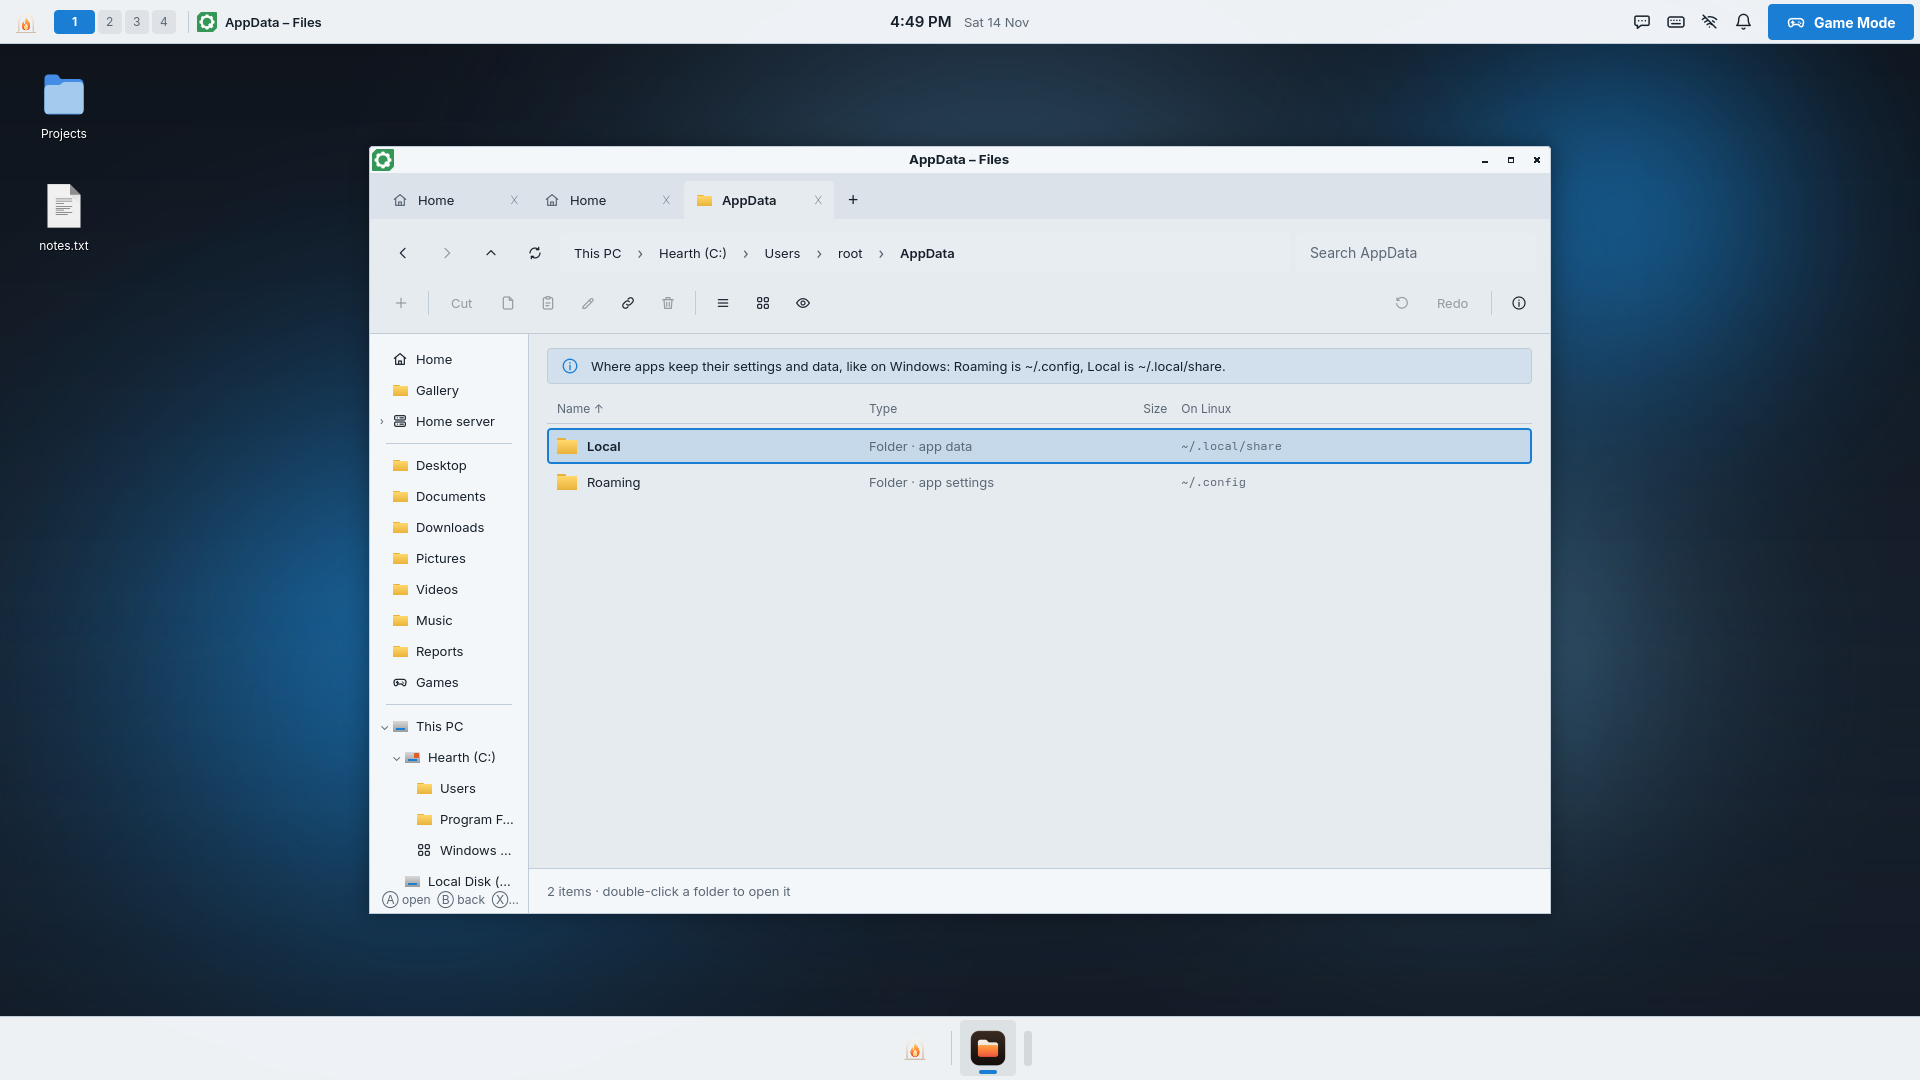 1 2 3 4 AppData – Files 4:49 PM Sat 14 Nov Game Mode
Projects
notes.txt
AppData – Files
Home X Home X AppData X +
This PC › Hearth (C:) › Users › root › AppData Search AppData
Cut Redo
Home
Gallery
Home server
Desktop
Documents
Downloads
Pictures
Videos
Music
Reports
Games
This PC
Hearth (C:)
Users
Program F...
Windows ...
Local Disk (...
A open B back X...
Where apps keep their settings and data, like on Windows: Roaming is ~/.config, Local is ~/.local/share.
Name ↑ Type Size On Linux
Local Folder · app data ~/.local/share
Roaming Folder · app settings ~/.config
2 items · double-click a folder to open it